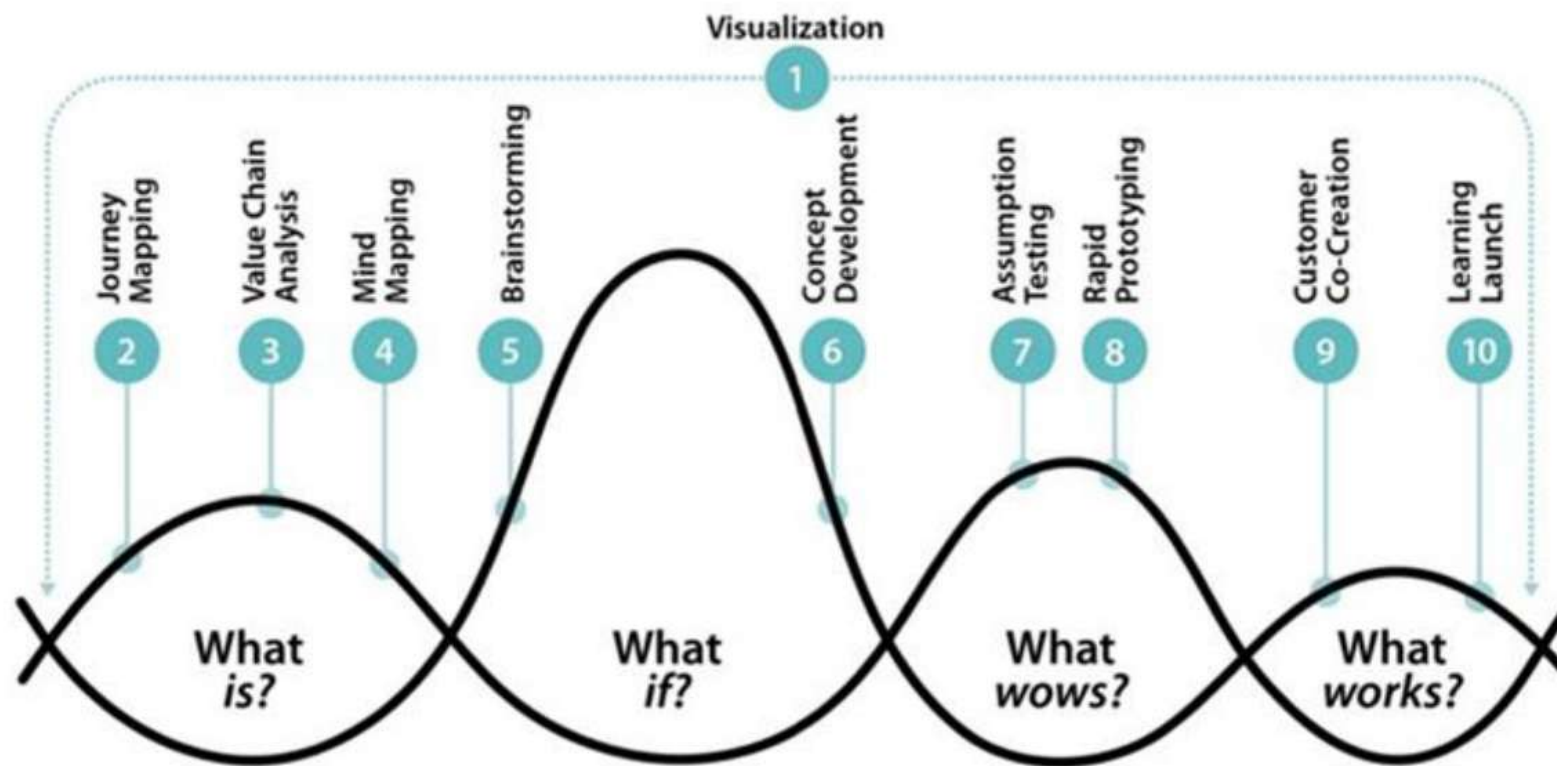 Visualization
1
Journey
Mapping
2
Value Chain
Analysis
3
Mind
Mapping
4
Brainstorming
5
Concept
Development
6
Assumption
Testing
7
Rapid
Prototyping
8
Customer
Co-Creation
9
Learning
Launch
10
What
is?
What
if?
What
wows?
What
works?